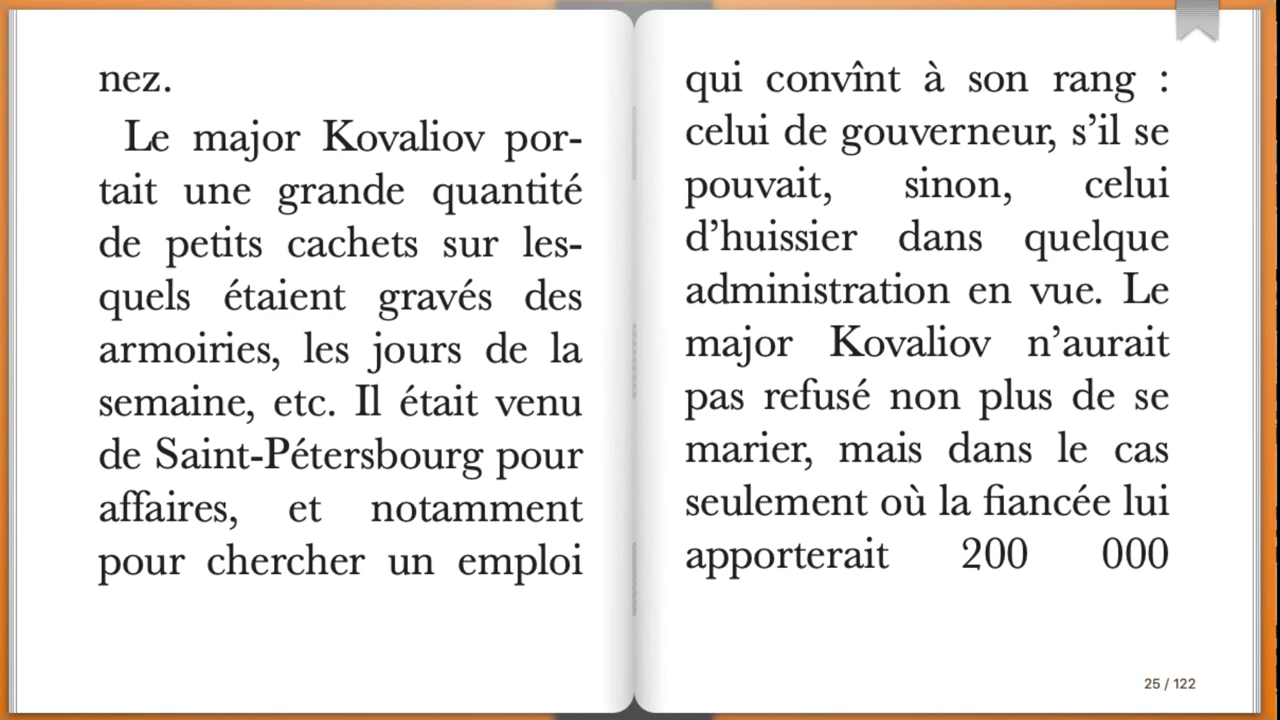 nez.
Le major Kovaliov por-
tait une grande quantité
de petits cachets sur les-
quels étaient gravés des
armoiries, les jours de la
semaine, etc. Il était venu
de Saint-Pétersbourg pour
affaires, et notamment
pour chercher un emploi
qui convînt à son rang :
celui de gouverneur, s’il se
pouvait, sinon, celui
d’huissier dans quelque
administration en vue. Le
major Kovaliov n’aurait
pas refusé non plus de se
marier, mais dans le cas
seulement où la fiancée lui
apporterait 200 000
25 / 122